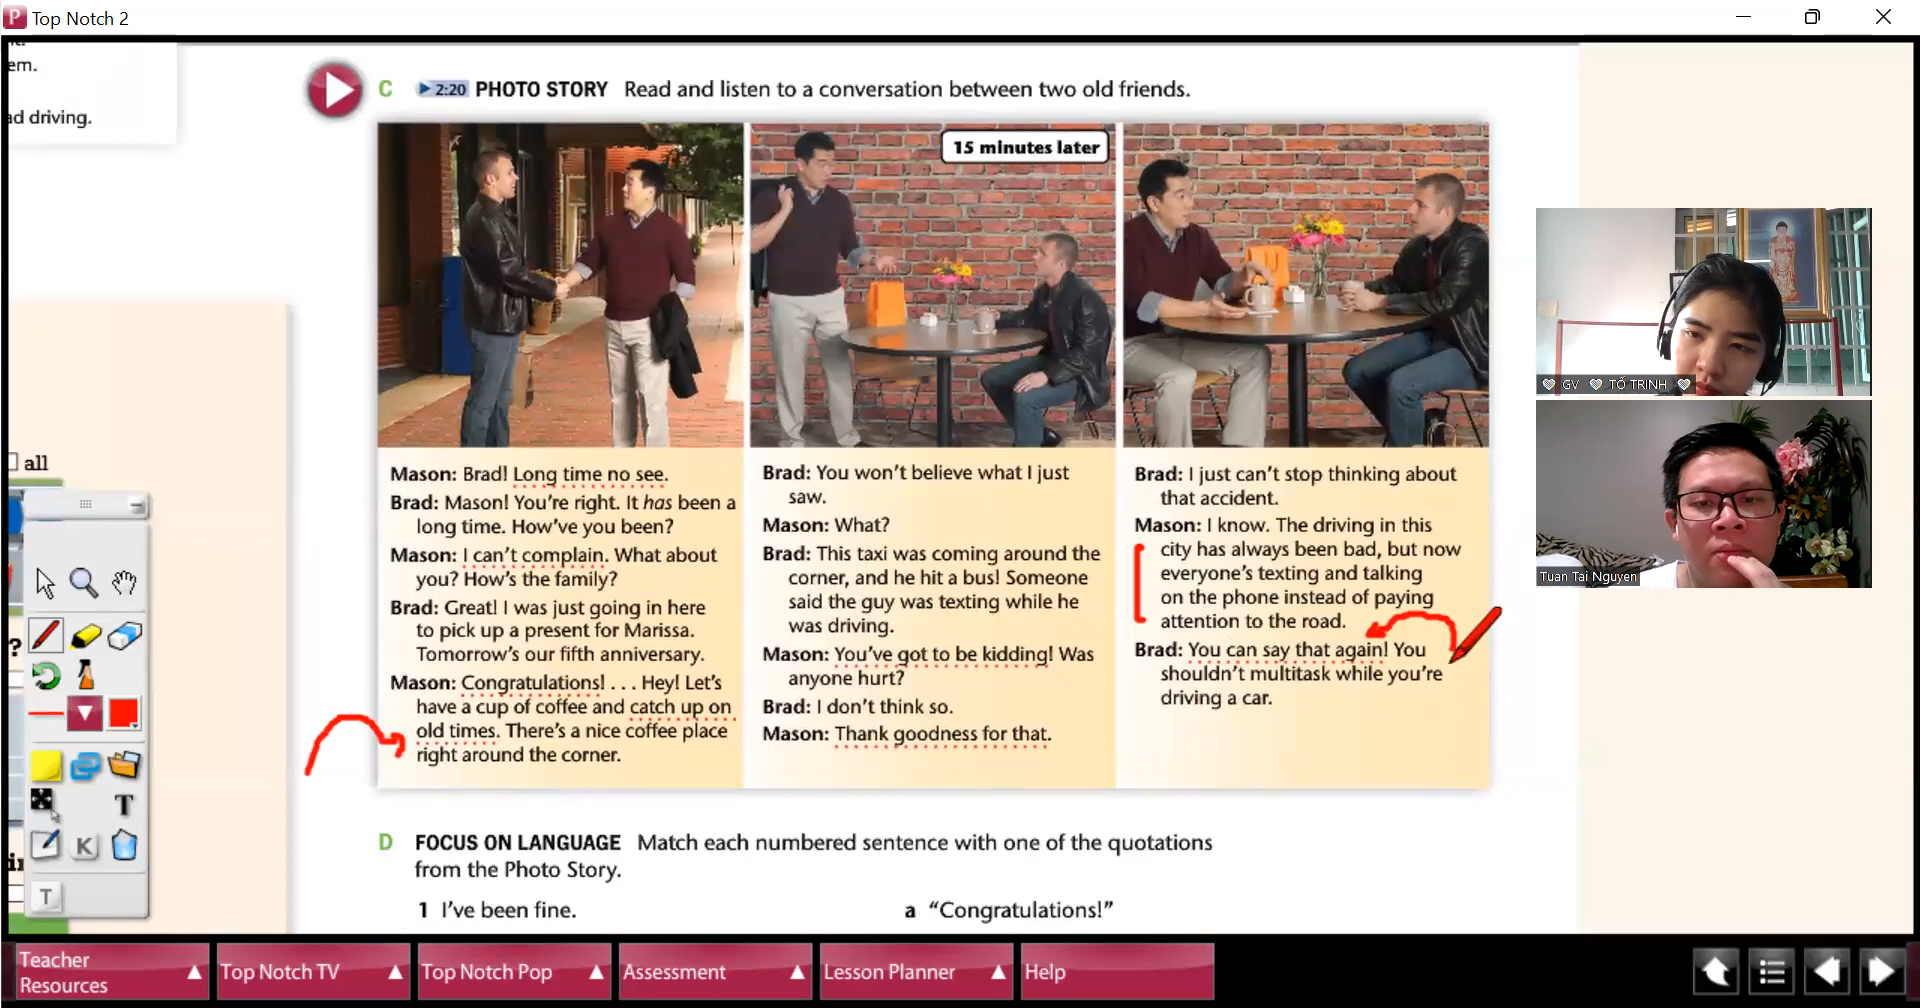 Top Notch 2
em.
ad driving.
C 2:20 PHOTO STORY Read and listen to a conversation between two old friends.
15 minutes later
Mason: Brad! Long time no see.
Brad: Mason! You're right. It has been a
long time. How've you been?
Mason: I can't complain. What about
you? How's the family?
Brad: Great! I was just going in here
to pick up a present for Marissa.
Tomorrow's our fifth anniversary.
Mason: Congratulations! . . . Hey! Let's
have a cup of coffee and catch up on
old times. There's a nice coffee place
right around the corner.
Brad: You won't believe what I just
saw.
Mason: What?
Brad: This taxi was coming around the
corner, and he hit a bus! Someone
said the guy was texting while he
was driving.
Mason: You've got to be kidding! Was
anyone hurt?
Brad: I don't think so.
Mason: Thank goodness for that.
Brad: I just can't stop thinking about
that accident.
Mason: I know. The driving in this
city has always been bad, but now
everyone's texting and talking
on the phone instead of paying
attention to the road.
Brad: You can say that again! You
shouldn't multitask while you're
driving a car.
GV TỐ TRINH
Tuan Tai Nguyen
all
?
T
K
T
D FOCUS ON LANGUAGE Match each numbered sentence with one of the quotations
from the Photo Story.
1 I've been fine.
a "Congratulations!"
Teacher
Resources
Top Notch TV
Top Notch Pop
Assessment
Lesson Planner
Help